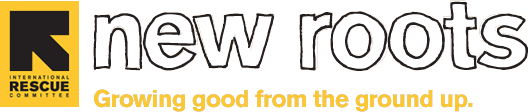 INTERNATIONAL
RESCUE
COMMITTEE
new roots
Growing good from the ground up.